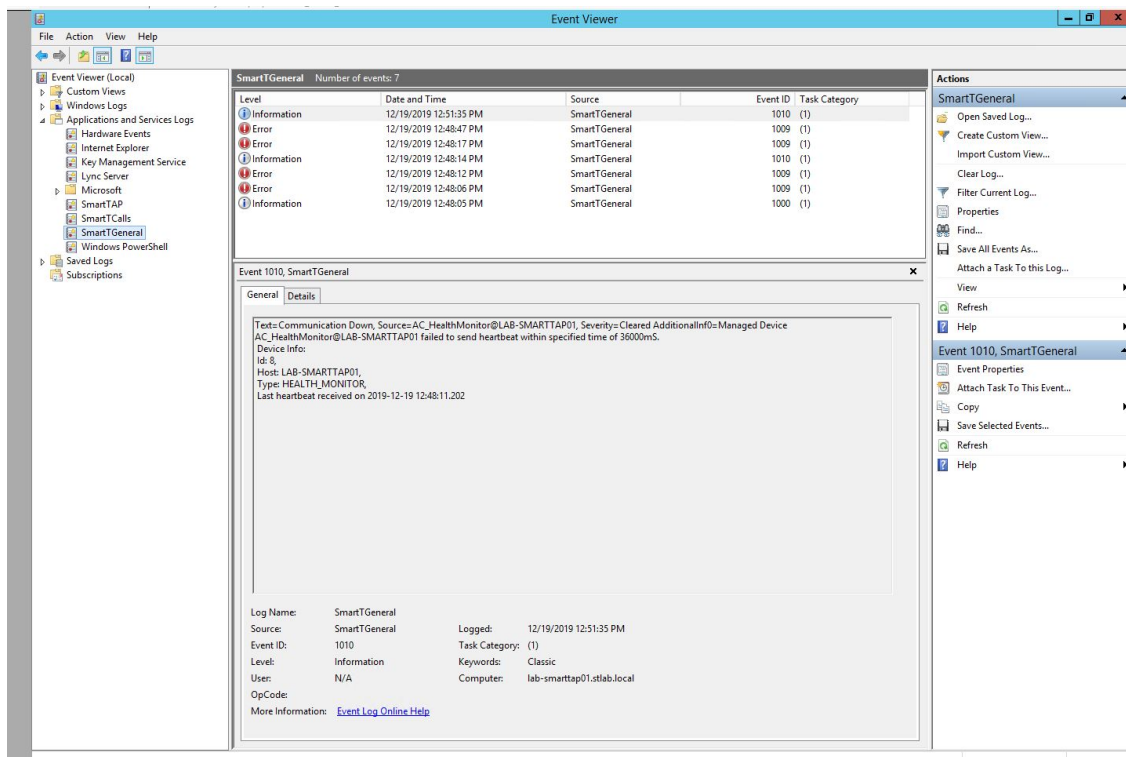 Event Viewer
File Action View Help
Event Viewer (Local)
Custom Views
Windows Logs
Applications and Services Logs
Hardware Events
Internet Explorer
Key Management Service
Lync Server
Microsoft
SmartTAP
SmartTCalls
SmartTGeneral
Windows PowerShell
Saved Logs
Subscriptions
SmartTGeneral Number of events: 7
Level Date and Time Source Event ID Task Category
Information 12/19/2019 12:51:35 PM SmartTGeneral 1010 (1)
Error 12/19/2019 12:48:47 PM SmartTGeneral 1009 (1)
Error 12/19/2019 12:48:17 PM SmartTGeneral 1009 (1)
Information 12/19/2019 12:48:14 PM SmartTGeneral 1010 (1)
Error 12/19/2019 12:48:12 PM SmartTGeneral 1009 (1)
Error 12/19/2019 12:48:06 PM SmartTGeneral 1009 (1)
Information 12/19/2019 12:48:05 PM SmartTGeneral 1000 (1)
Event 1010, SmartTGeneral
General Details
Text=Communication Down, Source=AC_HealthMonitor@LAB-SMARTTAP01, Severity=Cleared AdditionalInf0=Managed Device
AC_HealthMonitor@LAB-SMARTTAP01 failed to send heartbeat within specified time of 36000mS.
Device Info:
Id: 8,
Host: LAB-SMARTTAP01,
Type: HEALTH_MONITOR,
Last heartbeat received on 2019-12-19 12:48:11.202
Log Name: SmartTGeneral
Source: SmartTGeneral Logged: 12/19/2019 12:51:35 PM
Event ID: 1010 Task Category: (1)
Level: Information Keywords: Classic
User: N/A Computer: lab-smarttap01.stlab.local
OpCode:
More Information: Event Log Online Help
Actions
SmartTGeneral
Open Saved Log...
Create Custom View...
Import Custom View...
Clear Log...
Filter Current Log...
Properties
Find...
Save All Events As...
Attach a Task To this Log...
View
Refresh
Help
Event 1010, SmartTGeneral
Event Properties
Attach Task To This Event...
Copy
Save Selected Events...
Refresh
Help